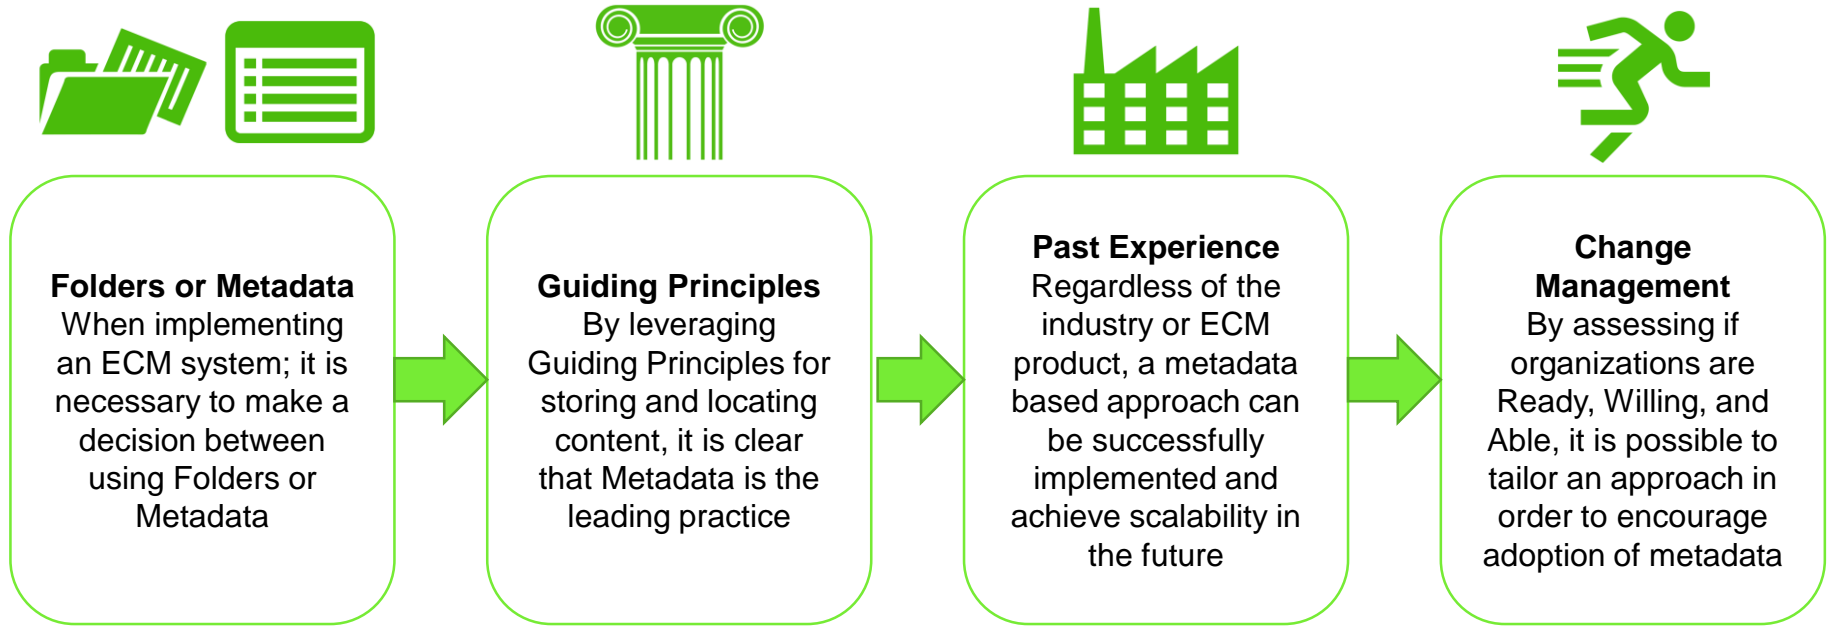 Folders or Metadata
When implementing
an ECM system; it is
necessary to make a
decision between
using Folders or
Metadata
Guiding Principles
By leveraging
Guiding Principles for
storing and locating
content, it is clear
that Metadata is the
leading practice
Past Experience
Regardless of the
industry or ECM
product, a metadata
based approach can
be successfully
implemented and
achieve scalability in
the future
Change
Management
By assessing if
organizations are
Ready, Willing, and
Able, it is possible to
tailor an approach in
order to encourage
adoption of metadata